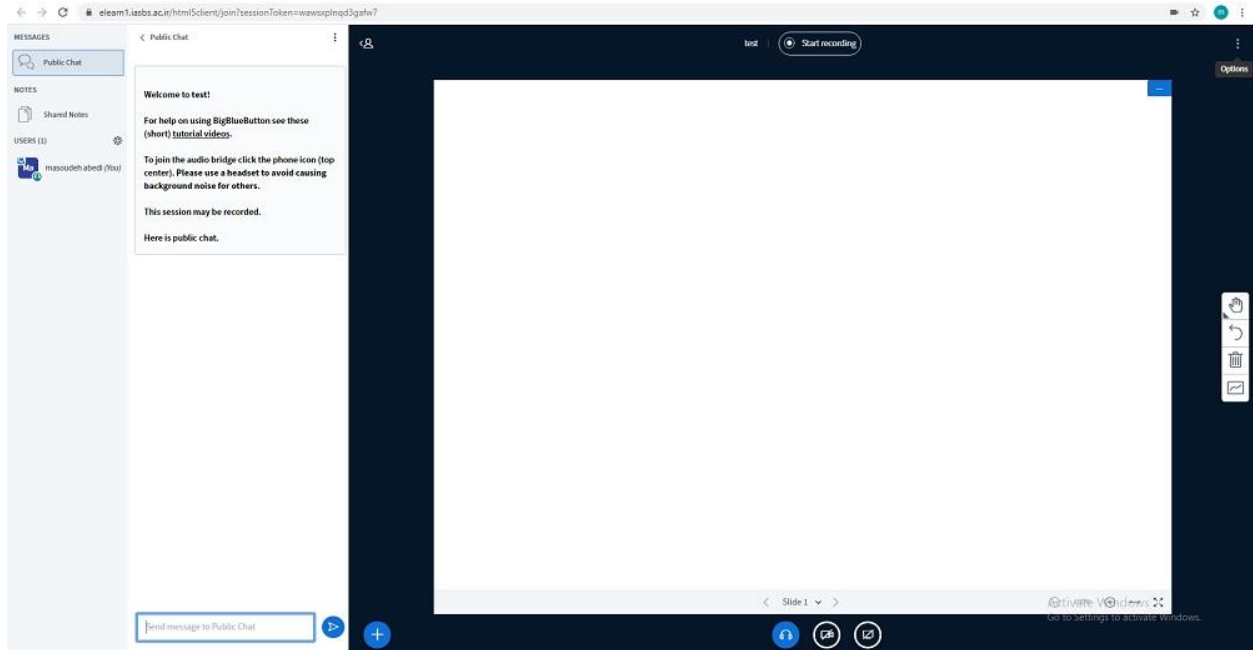 elearn1.iasbs.ac.ir/html5client/join?sessionToken=wawsxplnqd3gafw7
MESSAGES
Public Chat
NOTES
Shared Notes
USERS (1)
Ma
masoudeh abedi (You)
Public Chat
Welcome to test!
For help on using BigBlueButton see these
(short) tutorial videos.
To join the audio bridge click the phone icon (top
center). Please use a headset to avoid causing
background noise for others.
This session may be recorded.
Here is public chat.
Send message to Public Chat
test
Start recording
m
Options
Slide 1
Activate Windows
Go to Settings to activate Windows.